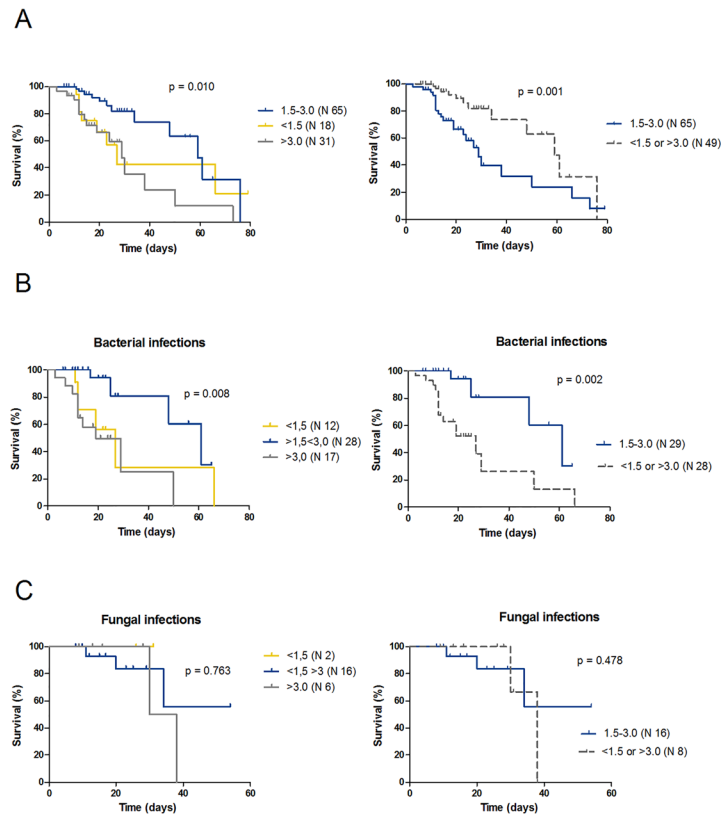 A
Survival (%)
100
80
60
40
20
0
0 20 40 60 80
Time (days)
p = 0.010
1.5-3.0 (N 65)
<1.5 (N 18)
>3.0 (N 31)
Survival (%)
100
80
60
40
20
0
0 20 40 60 80
Time (days)
p = 0.001
1.5-3.0 (N 65)
<1.5 or >3.0 (N 49)
B
Bacterial infections
Survival (%)
100
80
60
40
20
0
0 20 40 60 80
Time (days)
p = 0.008
<1,5 (N 12)
>1,5<3,0 (N 28)
>3,0 (N 17)
Bacterial infections
Survival (%)
100
80
60
40
20
0
0 20 40 60 80
Time (days)
p = 0.002
1.5-3.0 (N 29)
<1.5 or >3.0 (N 28)
C
Fungal infections
Survival (%)
100
80
60
40
20
0
0 20 40 60
Time (days)
p = 0.763
<1,5 (N 2)
<1,5 >3 (N 16)
>3.0 (N 6)
Fungal infections
Survival (%)
100
80
60
40
20
0
0 20 40 60
Time (days)
p = 0.478
1.5-3.0 (N 16)
<1.5 or >3.0 (N 8)